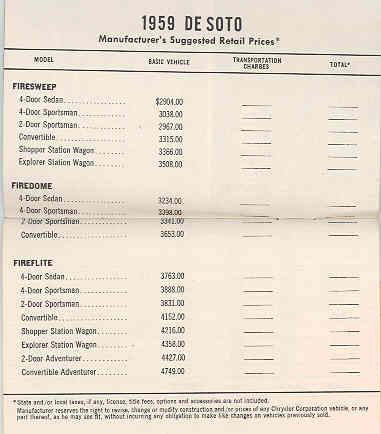 1959 DE SOTO
Manufacturer's Suggested Retail Prices*
MODEL BASIC VEHICLE TRANSPORTATION CHARGES TOTAL*
FIRESWEEP
4-Door Sedan................ $2904.00
4-Door Sportsman............ 3038.00
2-Door Sportsman............ 2967.00
Convertible................. 3315.00
Shopper Station Wagon....... 3366.00
Explorer Station Wagon...... 3508.00
FIREDOME
4-Door Sedan................ 3234.00
4-Door Sportsman............ 3398.00
2-Door Sportsman............ 3341.00
Convertible................. 3653.00
FIREFLITE
4-Door Sedan................ 3763.00
4-Door Sportsman............ 3888.00
2-Door Sportsman............ 3831.00
Convertible................. 4152.00
Shopper Station Wagon....... 4216.00
Explorer Station Wagon...... 4358.00
2-Door Adventurer........... 4427.00
Convertible Adventurer...... 4749.00
*State and/or local taxes, if any, license, title fees, options and accessories are not included.
Manufacturer reserves the right to revise, change or modify construction and/or prices of any Chrysler Corporation vehicle, or any
part thereof, as he may see fit, without incurring any obligation to make like changes on vehicles previously sold.